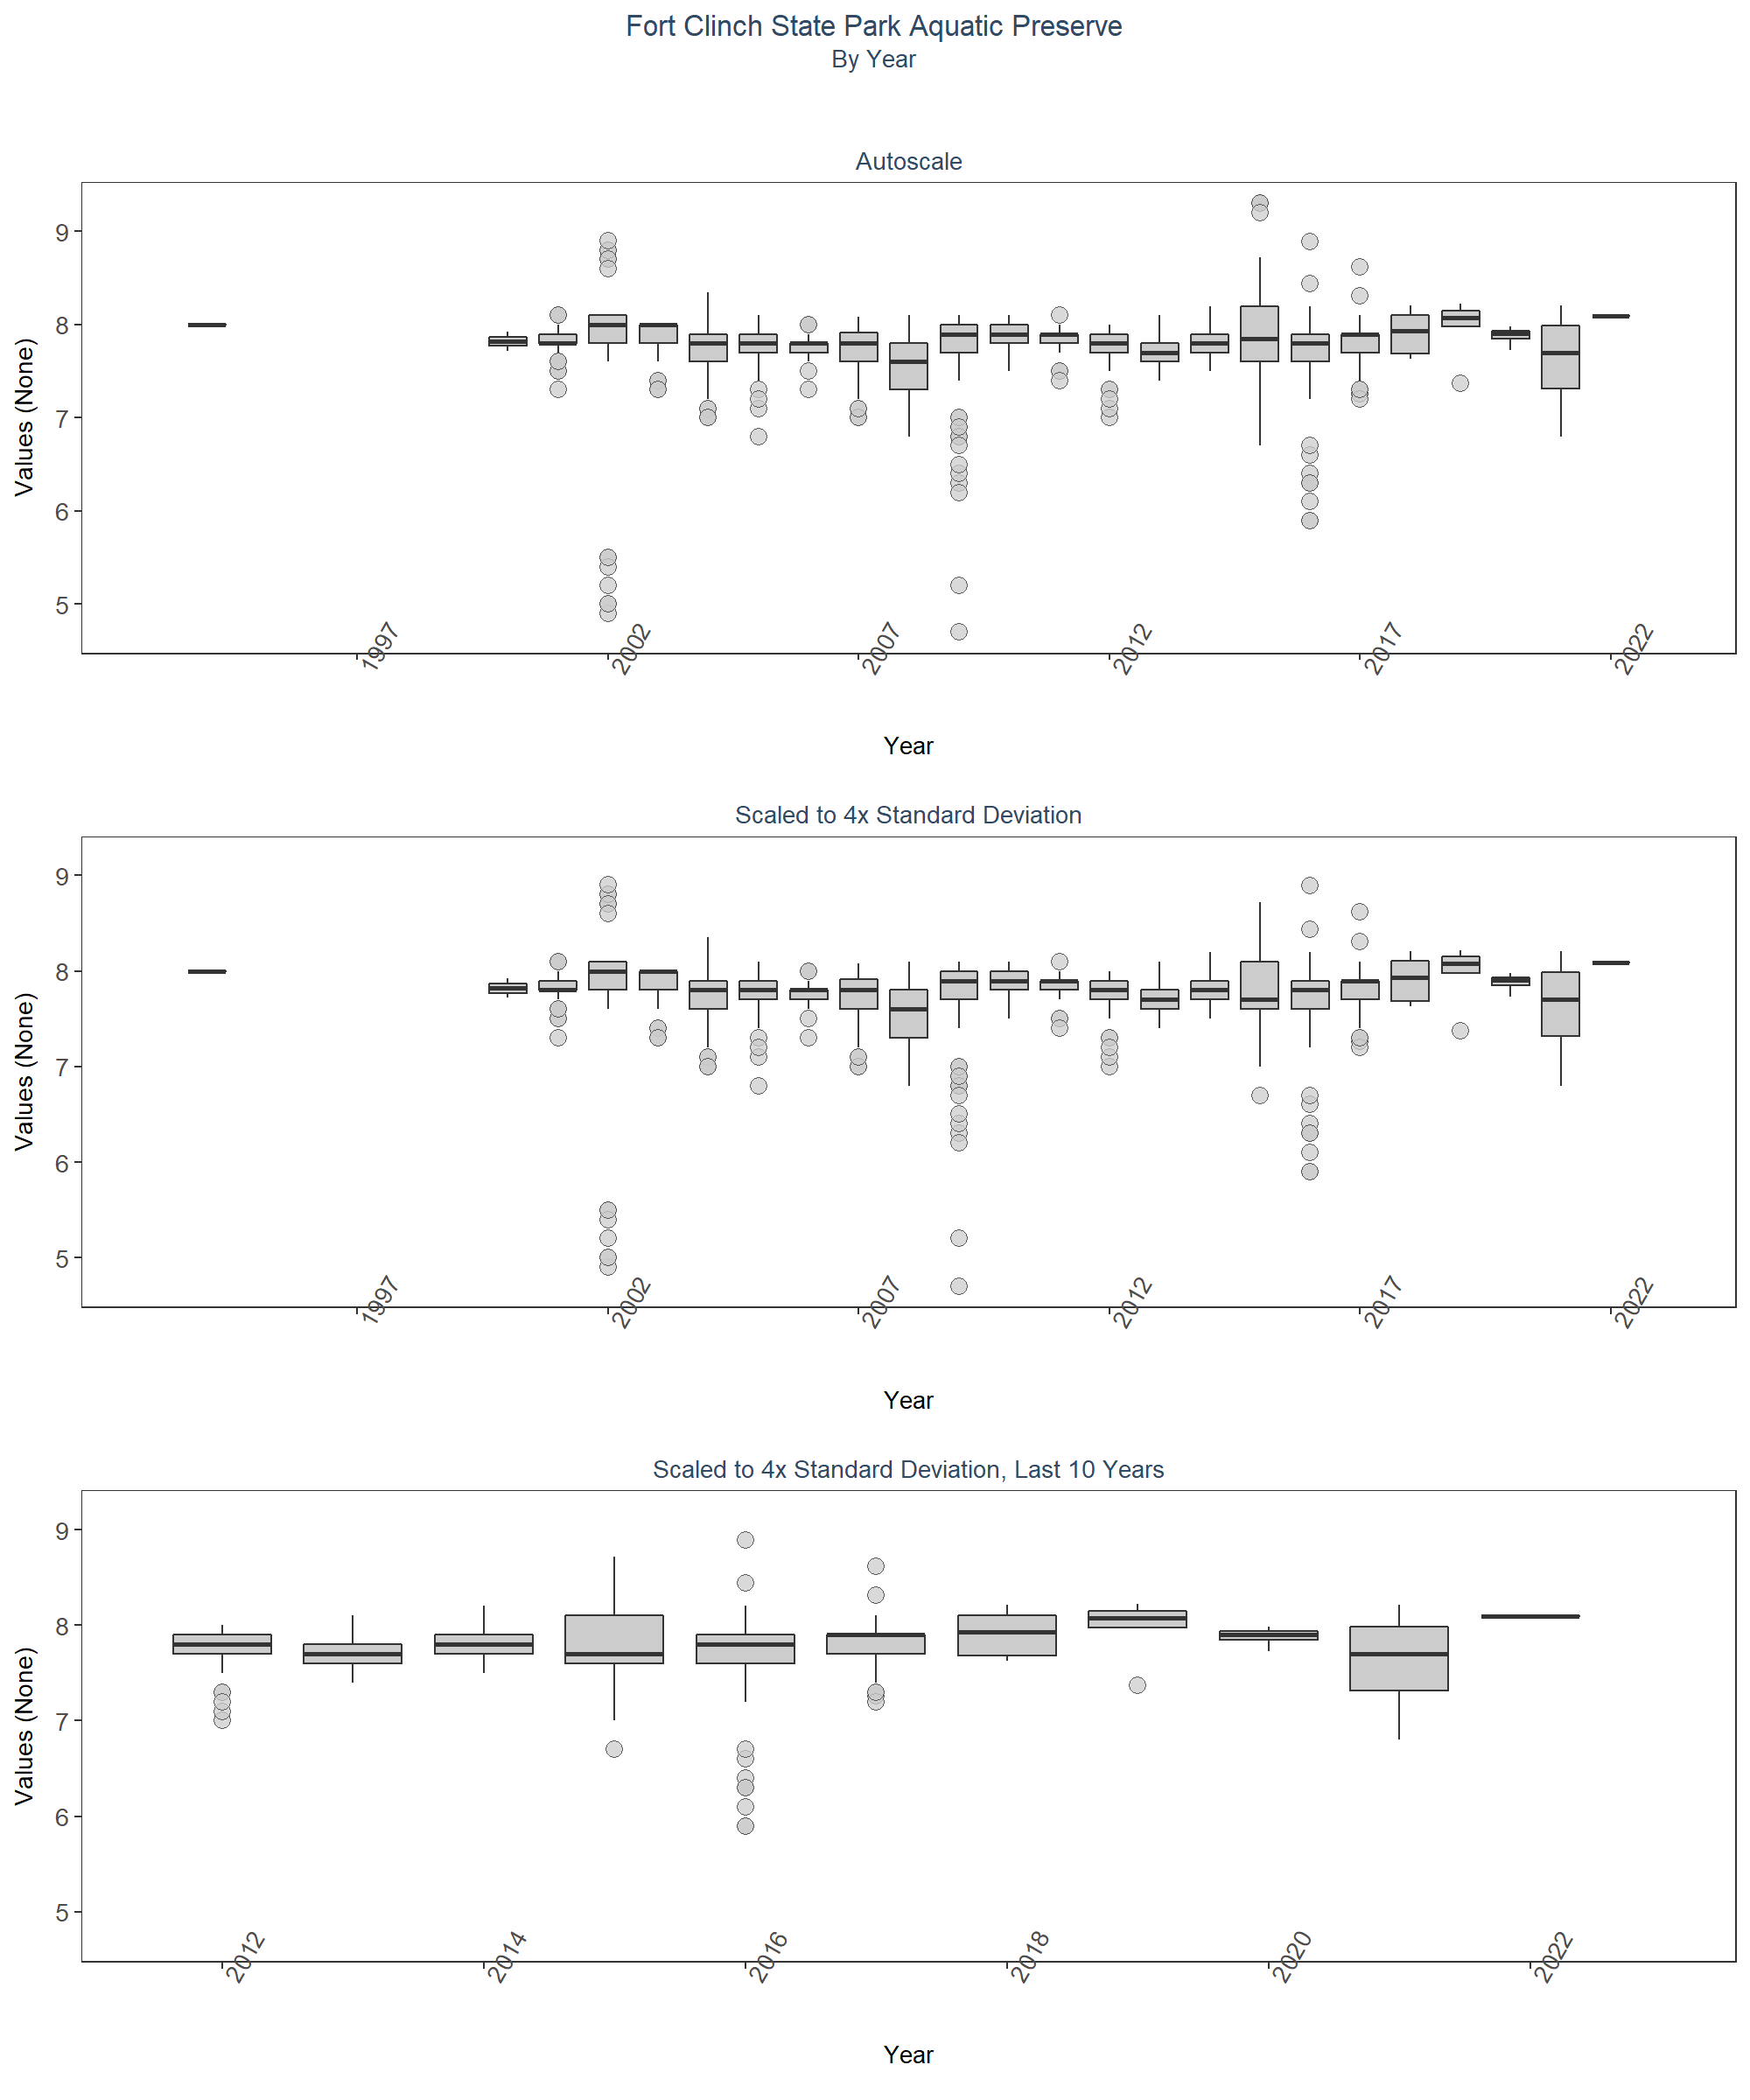 Fort Clinch State Park Aquatic Preserve
By Year
Autoscale
Values (None)
9
8
7
6
5
1997 2002 2007 2012 2017 2022
Year
Scaled to 4x Standard Deviation
Values (None)
9
8
7
6
5
1997 2002 2007 2012 2017 2022
Year
Scaled to 4x Standard Deviation, Last 10 Years
Values (None)
9
8
7
6
5
2012 2014 2016 2018 2020 2022
Year